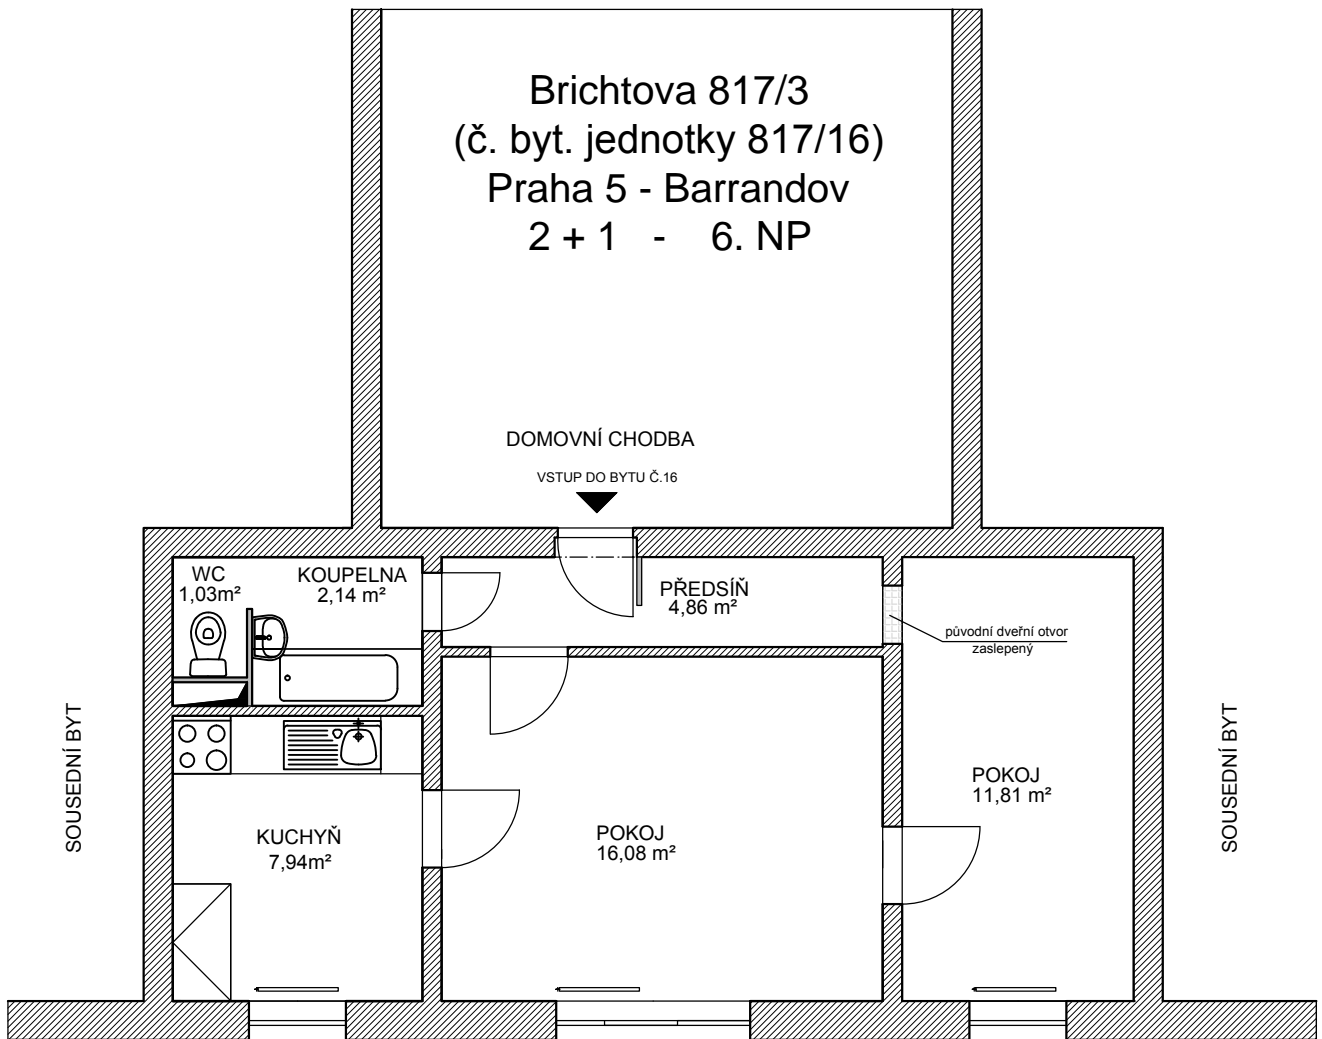 Brichtova 817/3
(č. byt. jednotky 817/16)
Praha 5 - Barrandov
2 + 1 - 6. NP
DOMOVNÍ CHODBA
VSTUP DO BYTU Č.16
WC
1,03m²
KOUPELNA
2,14 m²
PŘEDSÍŇ
4,86 m²
původní dveřní otvor
zaslepený
SOUSEDNÍ BYT
KUCHYŇ
7,94m²
POKOJ
16,08 m²
POKOJ
11,81 m²
SOUSEDNÍ BYT